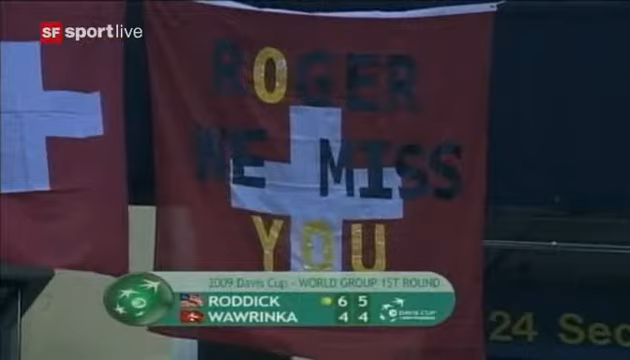 SF sportlive
ROGER
WE MISS
YOU
2009 DAVIS CUP - WORLD GROUP 1ST ROUND
RODDICK 6 5
WAWRINKA 4 4
DAVIS CUP
24 Sec